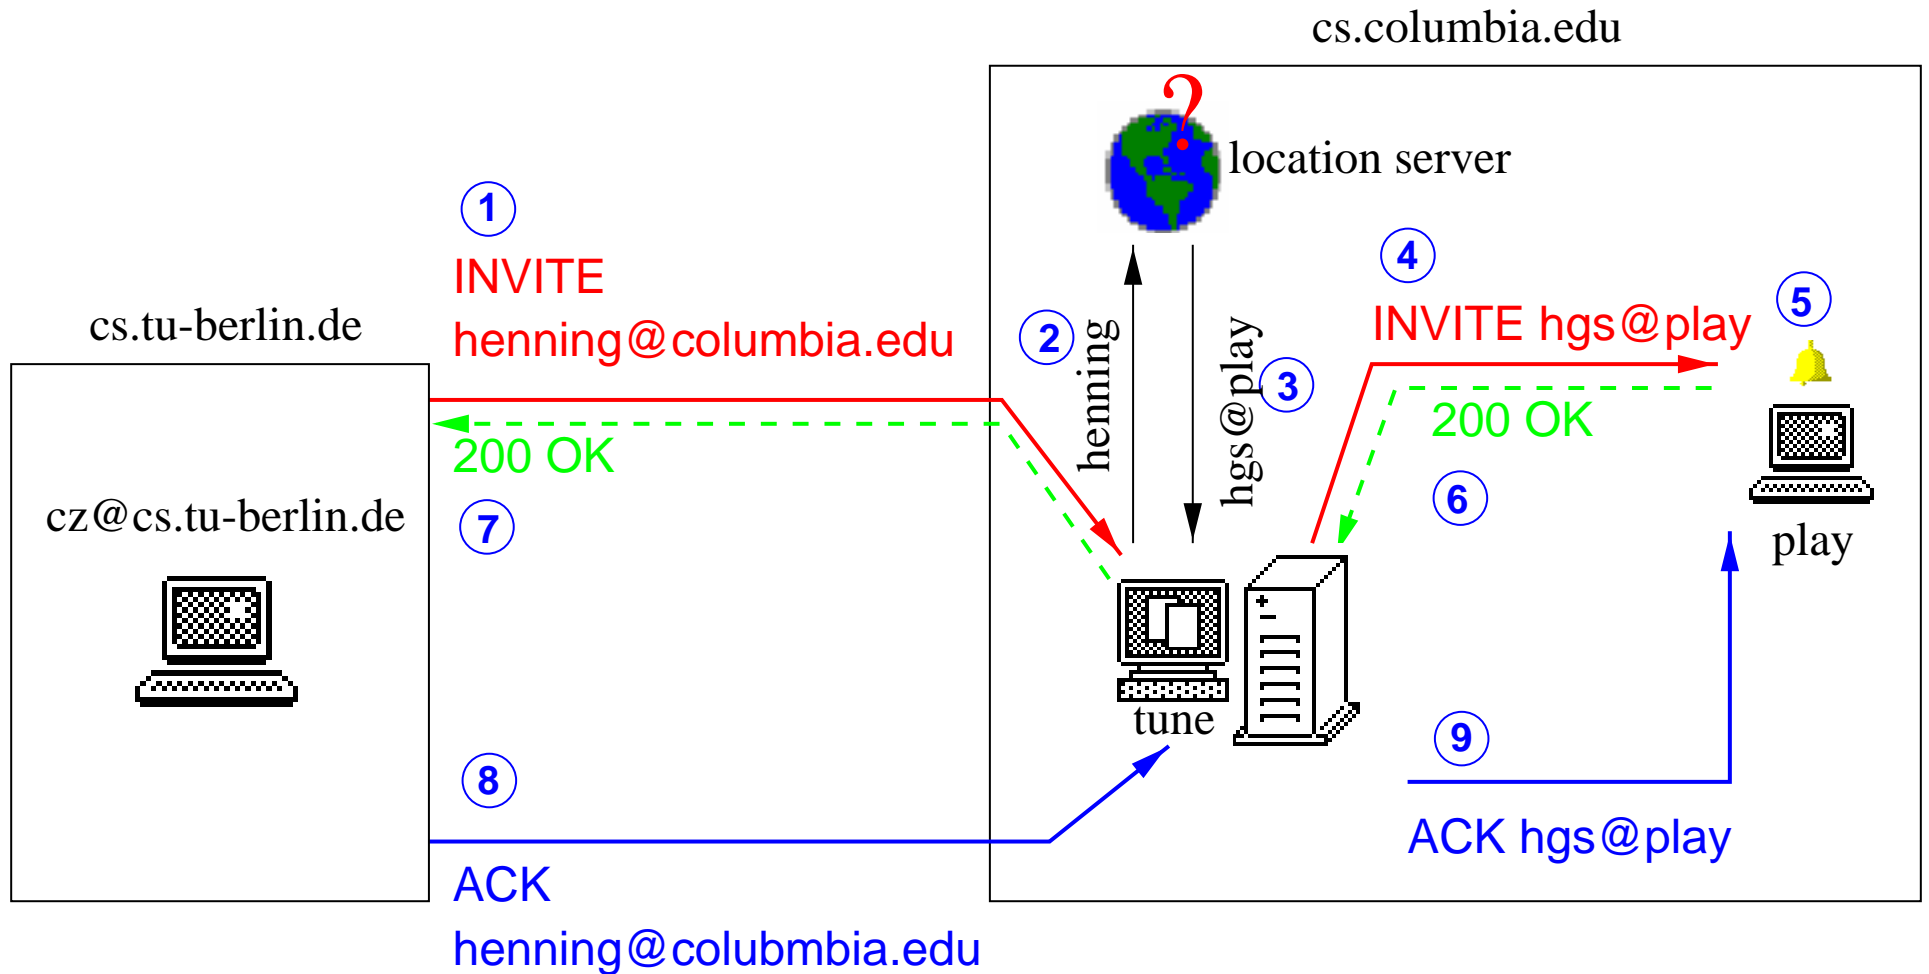 cs.columbia.edu
?
location server
1
INVITE
henning@columbia.edu
cs.tu-berlin.de
2
henning
hgs@play
3
4
INVITE hgs@play
5
200 OK
200 OK
6
7
cz@cs.tu-berlin.de
play
tune
8
9
ACK hgs@play
ACK
henning@colubmbia.edu